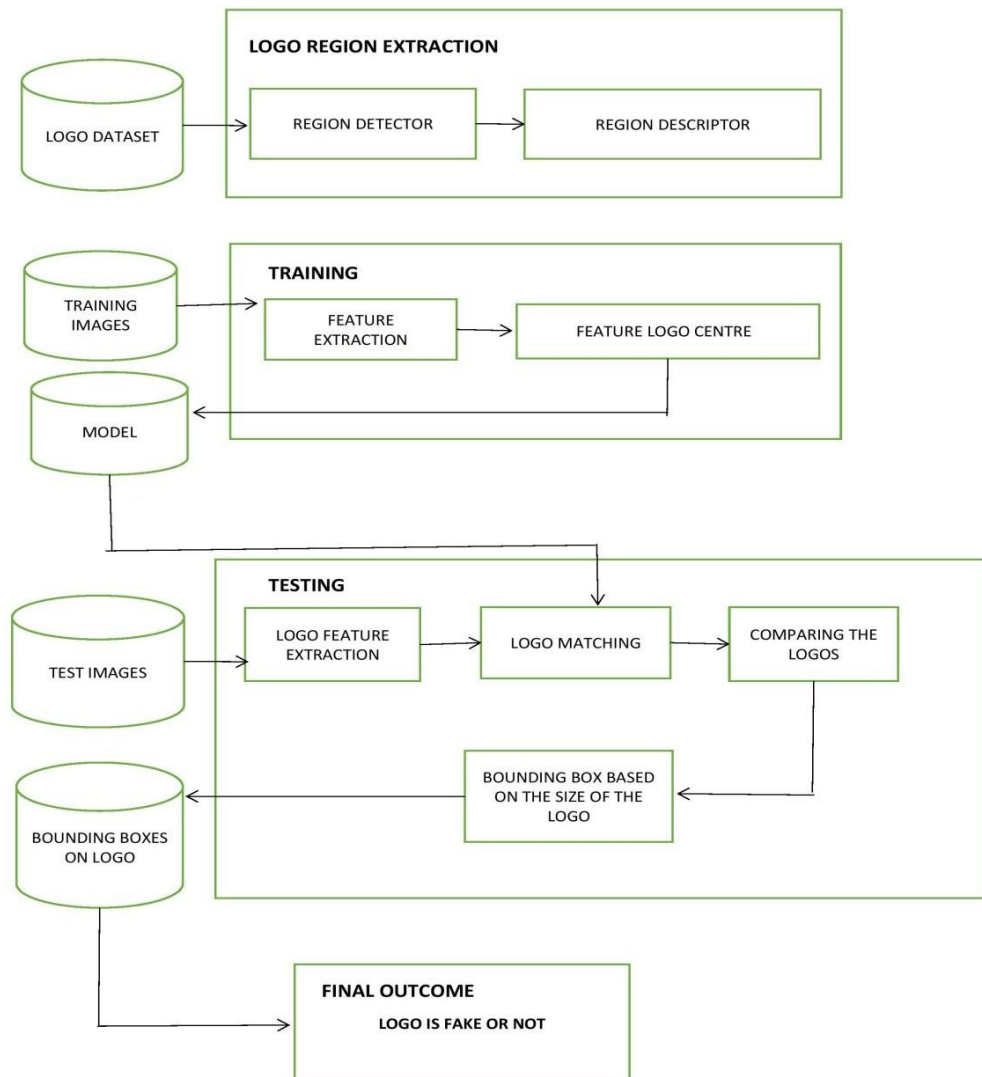 LOGO REGION EXTRACTION
LOGO DATASET
REGION DETECTOR
REGION DESCRIPTOR
TRAINING
TRAINING
IMAGES
FEATURE
EXTRACTION
FEATURE LOGO CENTRE
MODEL
TESTING
TEST IMAGES
LOGO FEATURE
EXTRACTION
LOGO MATCHING
COMPARING THE
LOGOS
BOUNDING BOX BASED
ON THE SIZE OF THE
LOGO
BOUNDING BOXES
ON LOGO
FINAL OUTCOME
LOGO IS FAKE OR NOT